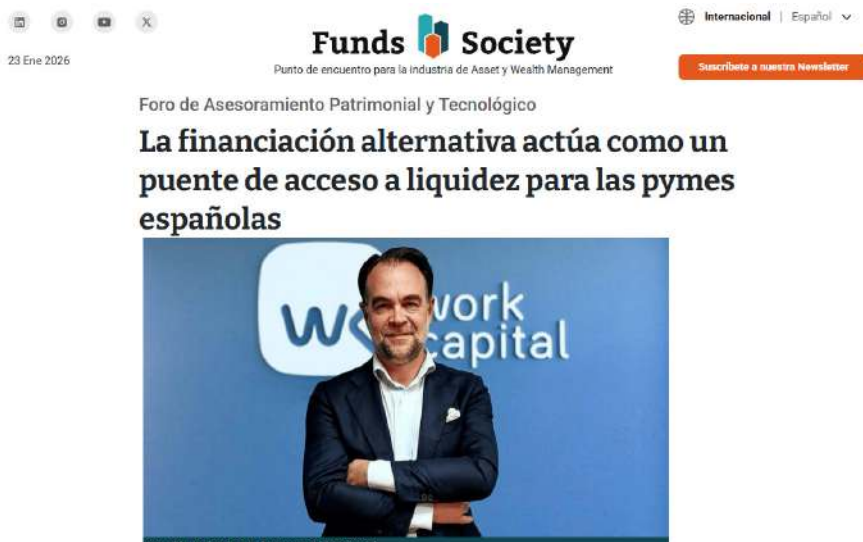 Internacional | Español
23 Ene 2026
Funds Society
Punto de encuentro para la industria de Asset y Wealth Management
Suscríbete a nuestra Newsletter
Foro de Asesoramiento Patrimonial y Tecnológico
La financiación alternativa actúa como un
puente de acceso a liquidez para las pymes
españolas
work
capital